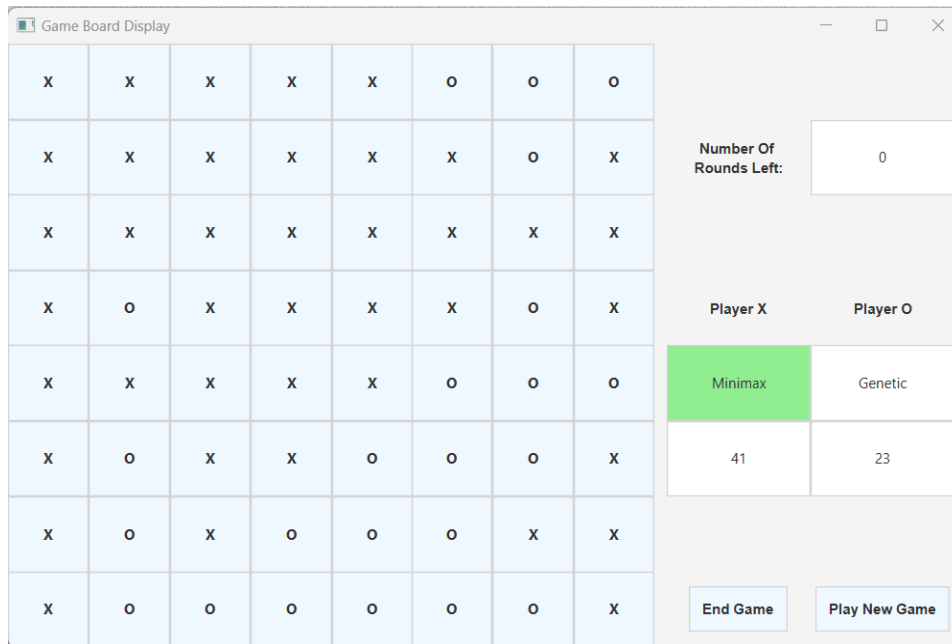 Game Board Display
X X X X X O O O
X X X X X X O X
Number Of
Rounds Left:
0
X X X X X X X X
X O X X X X O X
Player X Player O
X X X X X O O O
Minimax Genetic
X O X X O O O X
41 23
X O X O O O X X
X O O O O O O X
End Game Play New Game